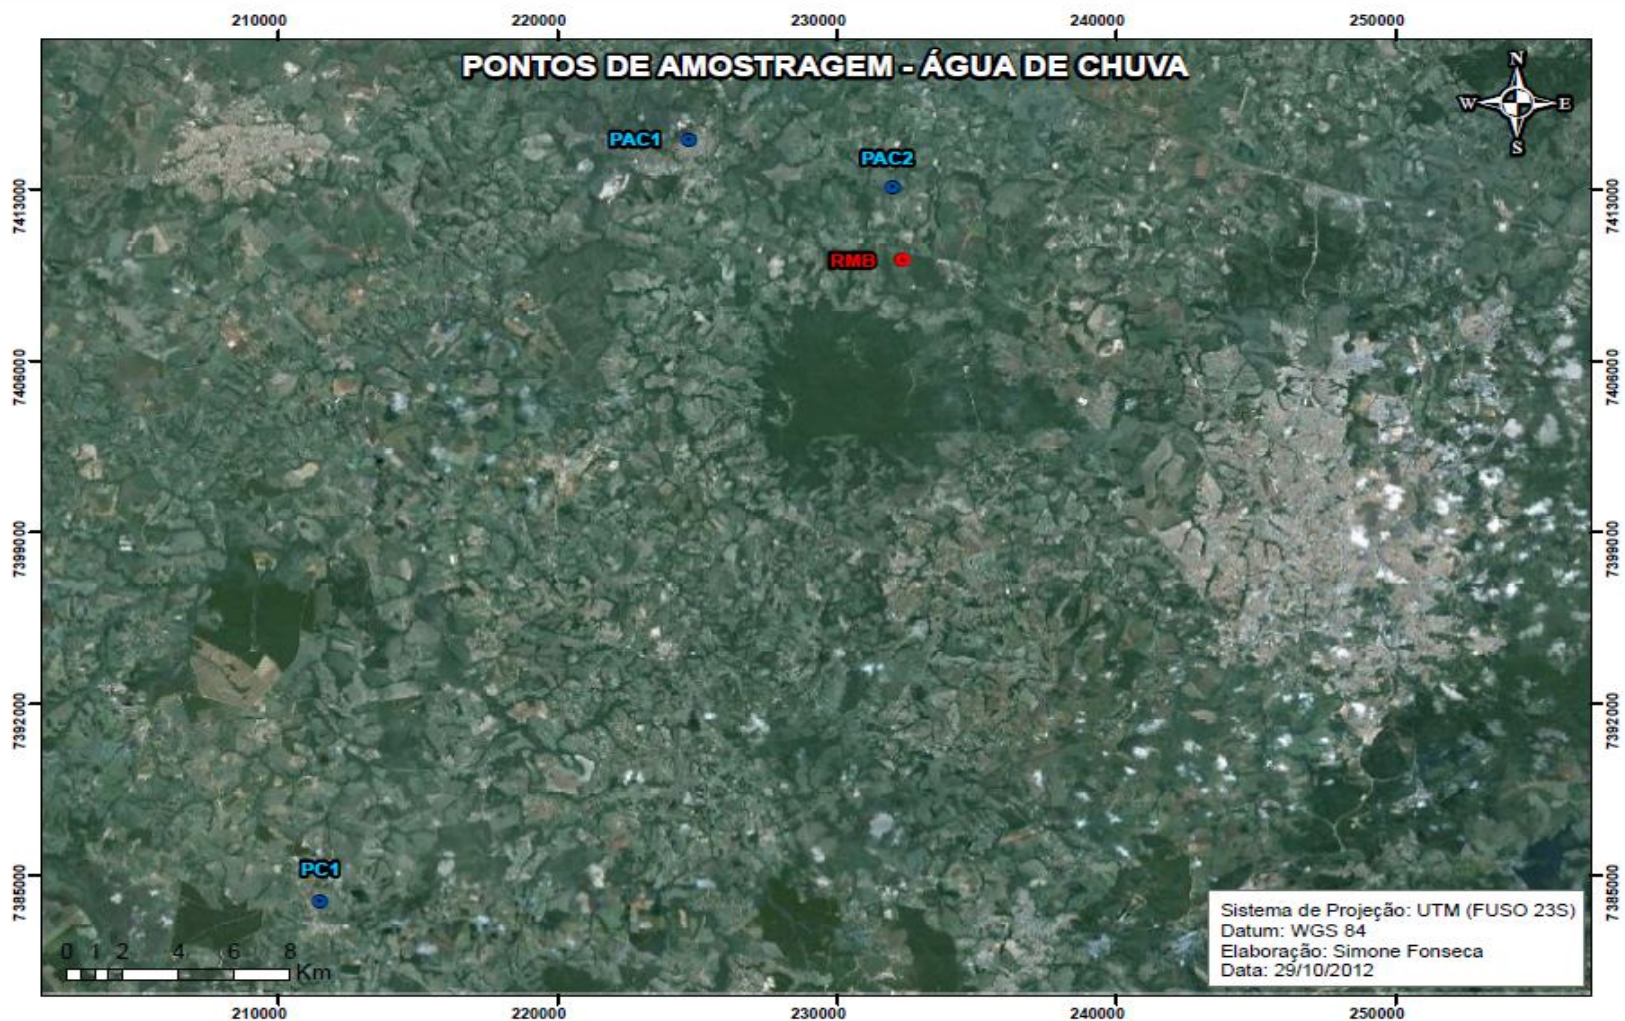 210000 220000 230000 240000 250000
PONTOS DE AMOSTRAGEM - ÁGUA DE CHUVA
N
W E
S
PAC1
PAC2
7413000 7413000
RMB
7406000 7406000
7399000 7399000
7392000 7392000
PC1
7385000 7385000
Sistema de Projeção: UTM (FUSO 23S)
Datum: WGS 84
Elaboração: Simone Fonseca
Data: 29/10/2012
0 1 2 4 6 8
Km
210000 220000 230000 240000 250000